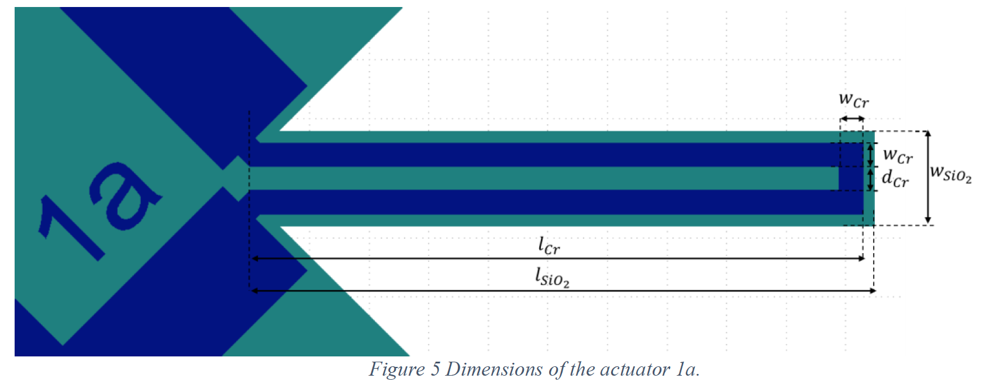 1a
w_Cr
w_Cr
d_Cr
w_SiO₂
l_Cr
l_SiO₂
Figure 5 Dimensions of the actuator 1a.